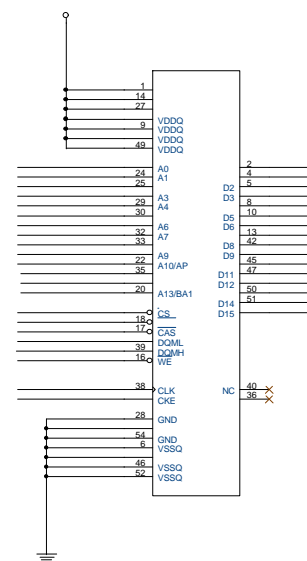 1
14
27
VDDQ
9 VDDQ
VDDQ
49 VDDQ
A0 2
24 A1 4
25 D2 5
A3 D3
29 A4 8
30 D5 10
A6 D6
32 A7 13
33 D8 42
A9 D9
22 A10/AP 45
35 D11 47
D12
20 A13/BA1 50
D14 51
CS D15
18
17 CAS
DQML
39 DQMH
16 WE
38 CLK NC 40
CKE 36
28 GND
54 GND
6 VSSQ
46 VSSQ
52 VSSQ